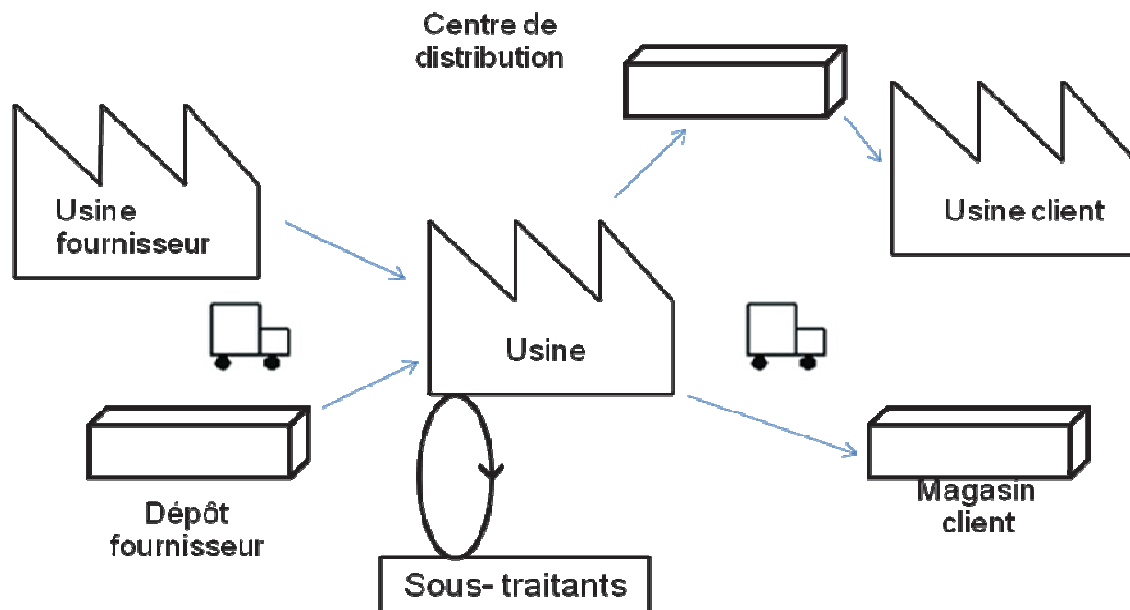 Centre de
distribution
Usine
fournisseur
Usine client
Usine
Dépôt
fournisseur
Magasin
client
Sous- traitants